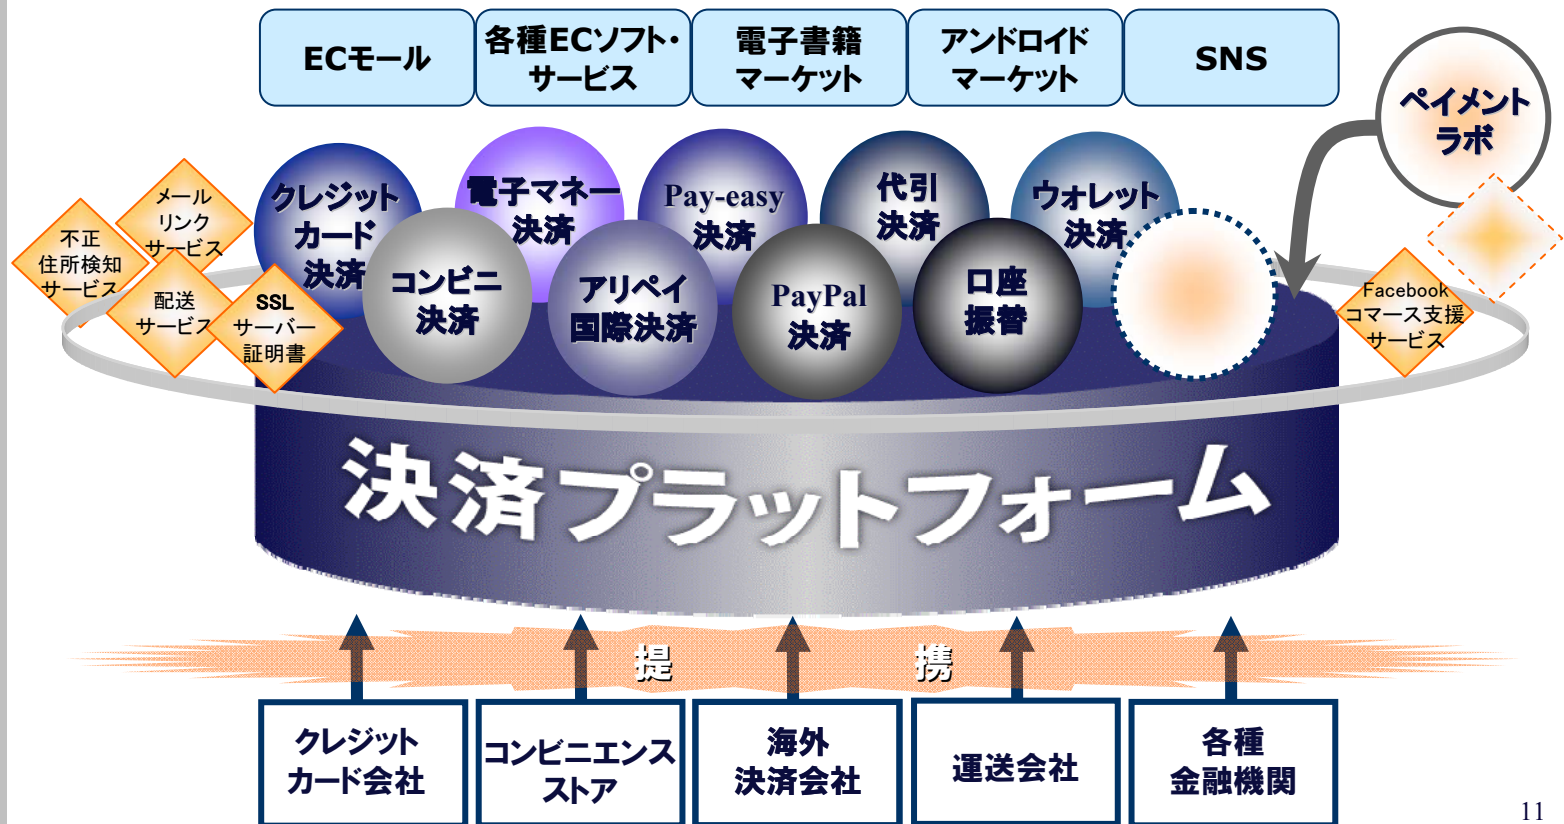 ECモール
各種ECソフト・
サービス
電子書籍
マーケット
アンドロイド
マーケット
SNS
ペイメント
ラボ
クレジット
カード
決済
電子マネー
決済
Pay-easy
決済
代引
決済
ウォレット
決済
コンビニ
決済
アリペイ
国際決済
PayPal
決済
口座
振替
メール
リンク
サービス
不正
住所検知
サービス
配送
サービス
SSL
サーバー
証明書
Facebook
コマース支援
サービス
決済プラットフォーム
提 携
クレジット
カード会社
コンビニエンス
ストア
海外
決済会社
運送会社
各種
金融機関
11